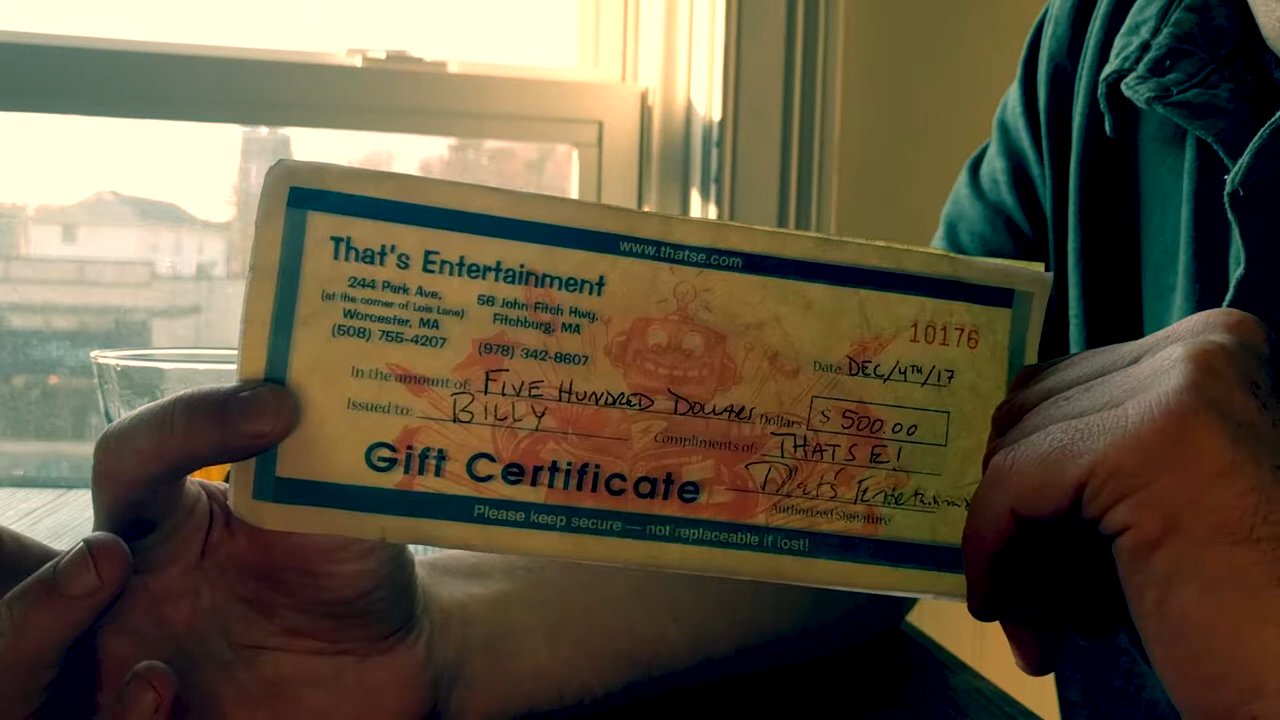 www.thatse.com
That's Entertainment
244 Park Ave.
(at the corner of Lois Lane)
Worcester, MA
(508) 755-4207
56 John Fitch Hwy.
Fitchburg, MA
(978) 342-8607
10176
Date: DEC/4TH/17
In the amount of: FIVE HUNDRED DOLLARS Dollars $ 500.00
Issued to: BILLY
Compliments of: THATS E!
That's Entertainment
Authorized Signature
Gift Certificate
Please keep secure — not replaceable if lost!